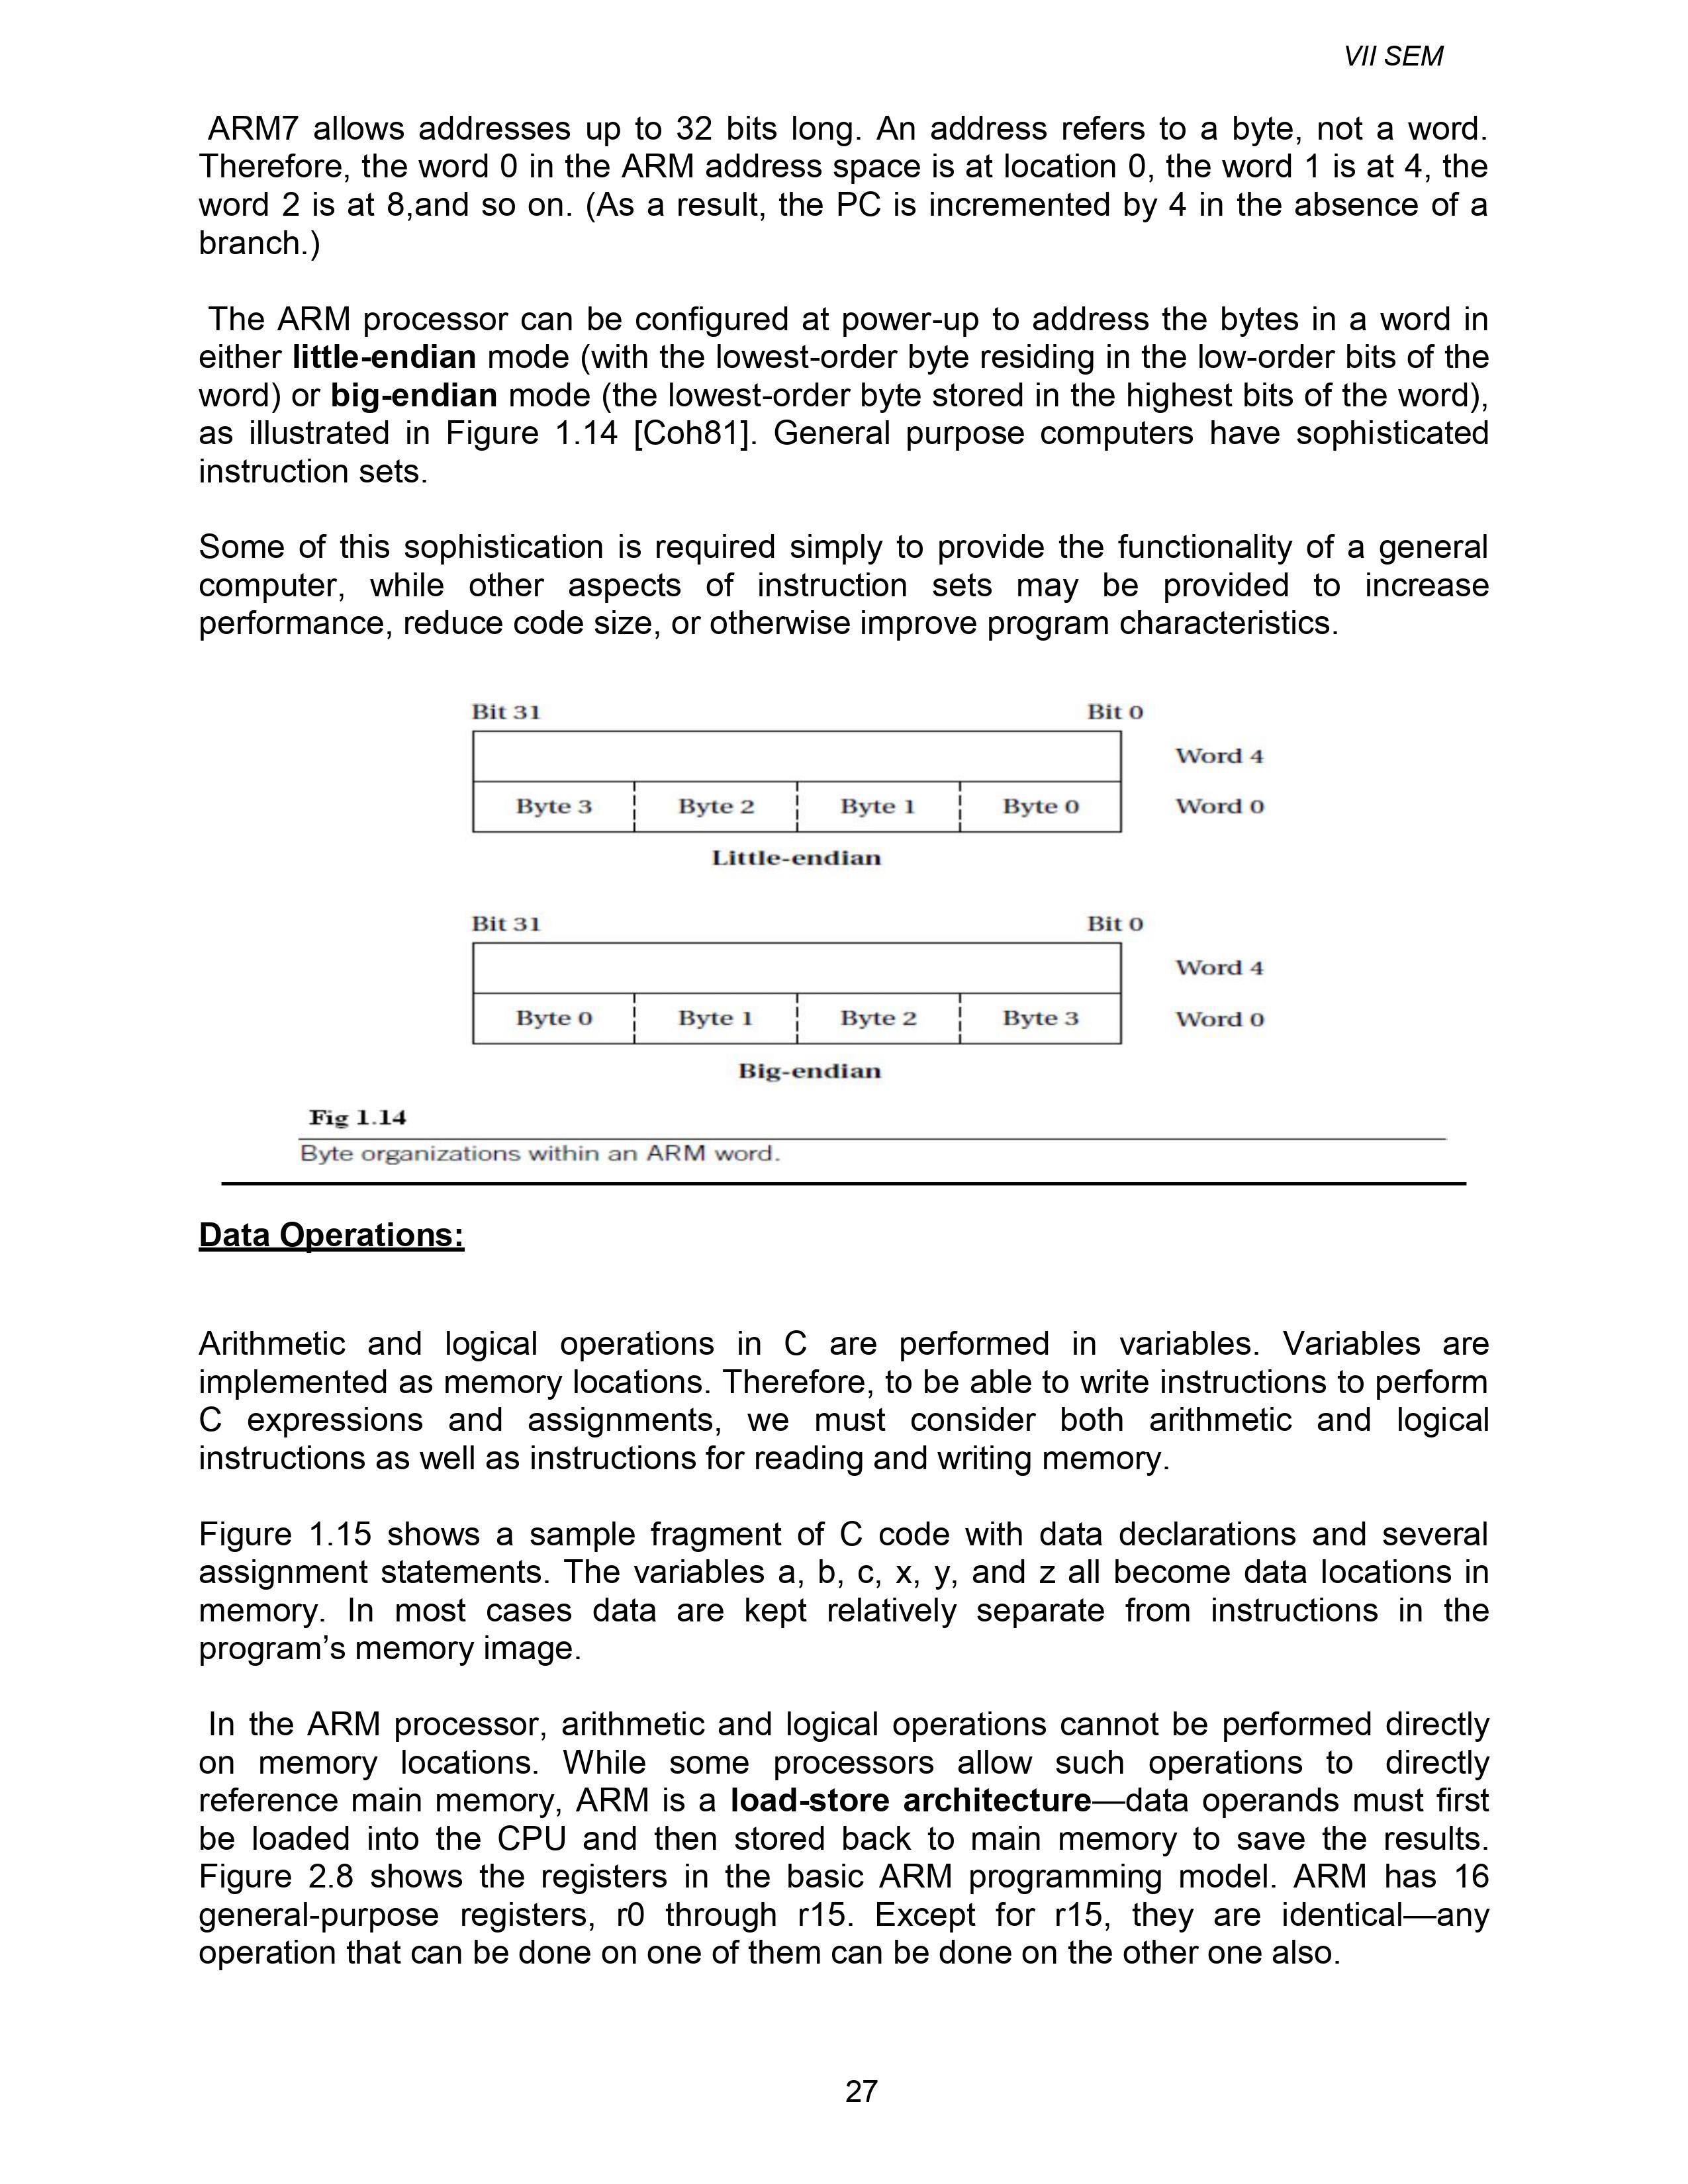 VII SEM
ARM7 allows addresses up to 32 bits long. An address refers to a byte, not a word.
Therefore, the word 0 in the ARM address space is at location 0, the word 1 is at 4, the
word 2 is at 8,and so on. (As a result, the PC is incremented by 4 in the absence of a
branch.)
The ARM processor can be configured at power-up to address the bytes in a word in
either little-endian mode (with the lowest-order byte residing in the low-order bits of the
word) or big-endian mode (the lowest-order byte stored in the highest bits of the word),
as illustrated in Figure 1.14 [Coh81]. General purpose computers have sophisticated
instruction sets.
Some of this sophistication is required simply to provide the functionality of a general
computer, while other aspects of instruction sets may be provided to increase
performance, reduce code size, or otherwise improve program characteristics.
Bit 31 Bit 0
Word 4
Byte 3 Byte 2 Byte 1 Byte 0 Word 0
Little-endian
Bit 31 Bit 0
Word 4
Byte 0 Byte 1 Byte 2 Byte 3 Word 0
Big-endian
Fig 1.14
Byte organizations within an ARM word.
Data Operations:
Arithmetic and logical operations in C are performed in variables. Variables are
implemented as memory locations. Therefore, to be able to write instructions to perform
C expressions and assignments, we must consider both arithmetic and logical
instructions as well as instructions for reading and writing memory.
Figure 1.15 shows a sample fragment of C code with data declarations and several
assignment statements. The variables a, b, c, x, y, and z all become data locations in
memory. In most cases data are kept relatively separate from instructions in the
program’s memory image.
In the ARM processor, arithmetic and logical operations cannot be performed directly
on memory locations. While some processors allow such operations to directly
reference main memory, ARM is a load-store architecture—data operands must first
be loaded into the CPU and then stored back to main memory to save the results.
Figure 2.8 shows the registers in the basic ARM programming model. ARM has 16
general-purpose registers, r0 through r15. Except for r15, they are identical—any
operation that can be done on one of them can be done on the other one also.
27